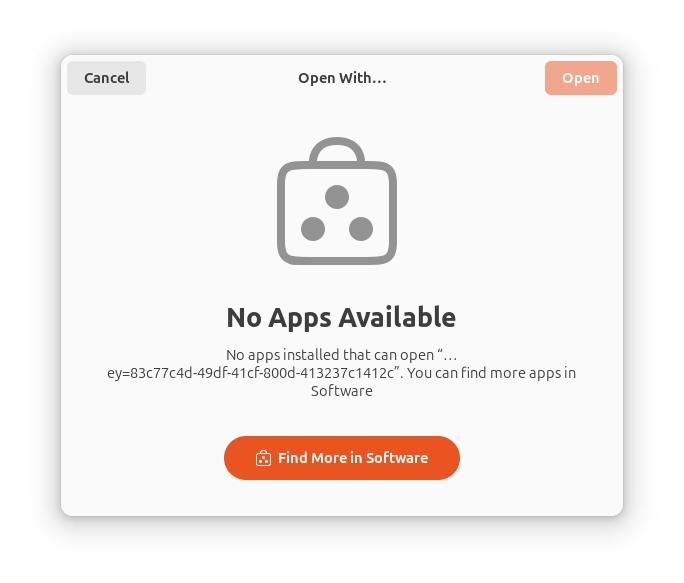 Cancel
Open With…
Open
No Apps Available
No apps installed that can open “…
ey=83c77c4d-49df-41cf-800d-413237c1412c”. You can find more apps in
Software
Find More in Software